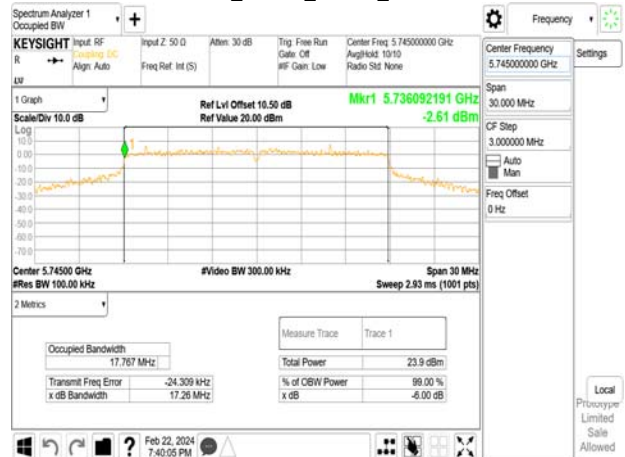 Spectrum Analyzer 1
Occupied BW
Frequency
KEYSIGHT
R
LU
Input: RF
Coupling: DC
Align: Auto
Input Z: 50 Ω
Freq Ref: Int (S)
Atten: 30 dB
Trig: Free Run
Gate: Off
#IF Gain: Low
Center Freq: 5.745000000 GHz
Avg|Hold: 10/10
Radio Std: None
Center Frequency
5.745000000 GHz
Settings
Span
30.000 MHz
CF Step
3.000000 MHz
Auto
Man
Freq Offset
0 Hz
1 Graph
Scale/Div 10.0 dB
Ref Lvl Offset 10.50 dB
Ref Value 20.00 dBm
Mkr1 5.736092191 GHz
-2.61 dBm
Log
10.0
0.00
-10.0
-20.0
-30.0
-40.0
-50.0
-60.0
-70.0
1
Center 5.74500 GHz
#Res BW 100.00 kHz
#Video BW 300.00 kHz
Span 30 MHz
Sweep 2.93 ms (1001 pts)
2 Metrics
Measure Trace
Trace 1
Occupied Bandwidth
17.767 MHz
Total Power
23.9 dBm
Transmit Freq Error
-24.309 kHz
% of OBW Power
99.00 %
x dB Bandwidth
17.26 MHz
x dB
-6.00 dB
Local
Prototype
Limited
Sale
Allowed
?
Feb 22, 2024
7:40:05 PM